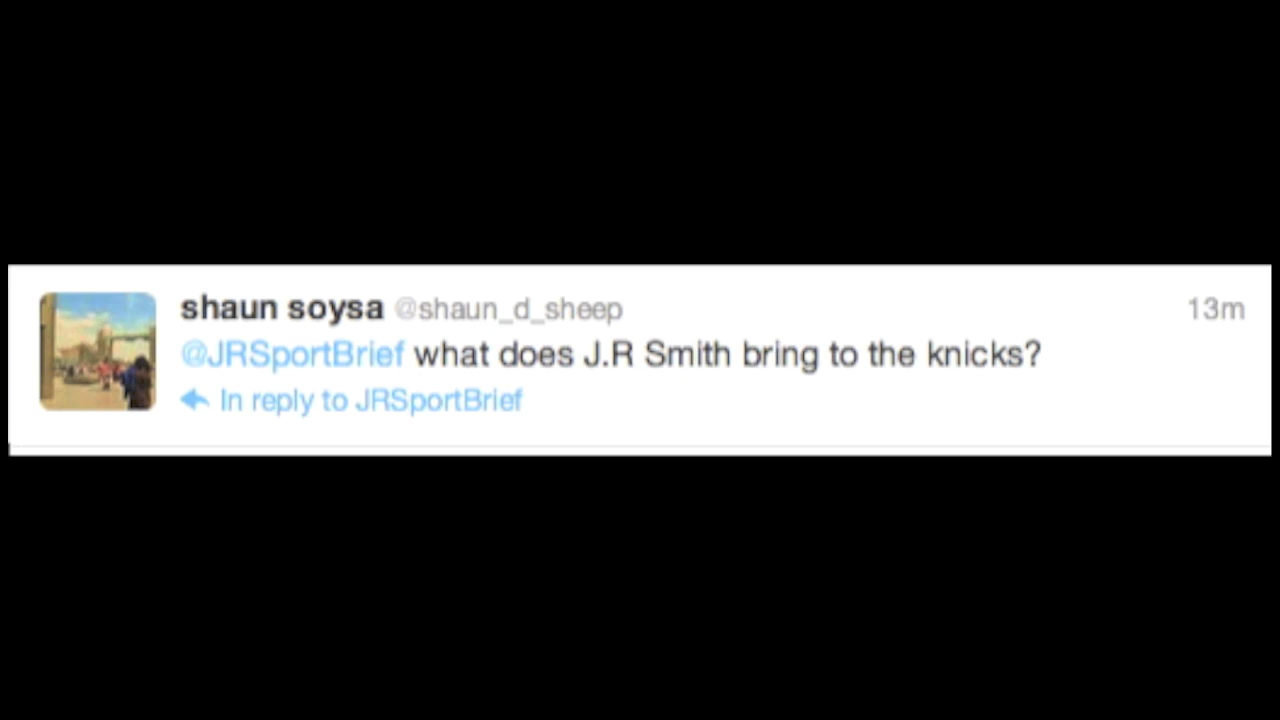 shaun soysa @shaun_d_sheep 13m
@JRSportBrief what does J.R Smith bring to the knicks?
In reply to JRSportBrief